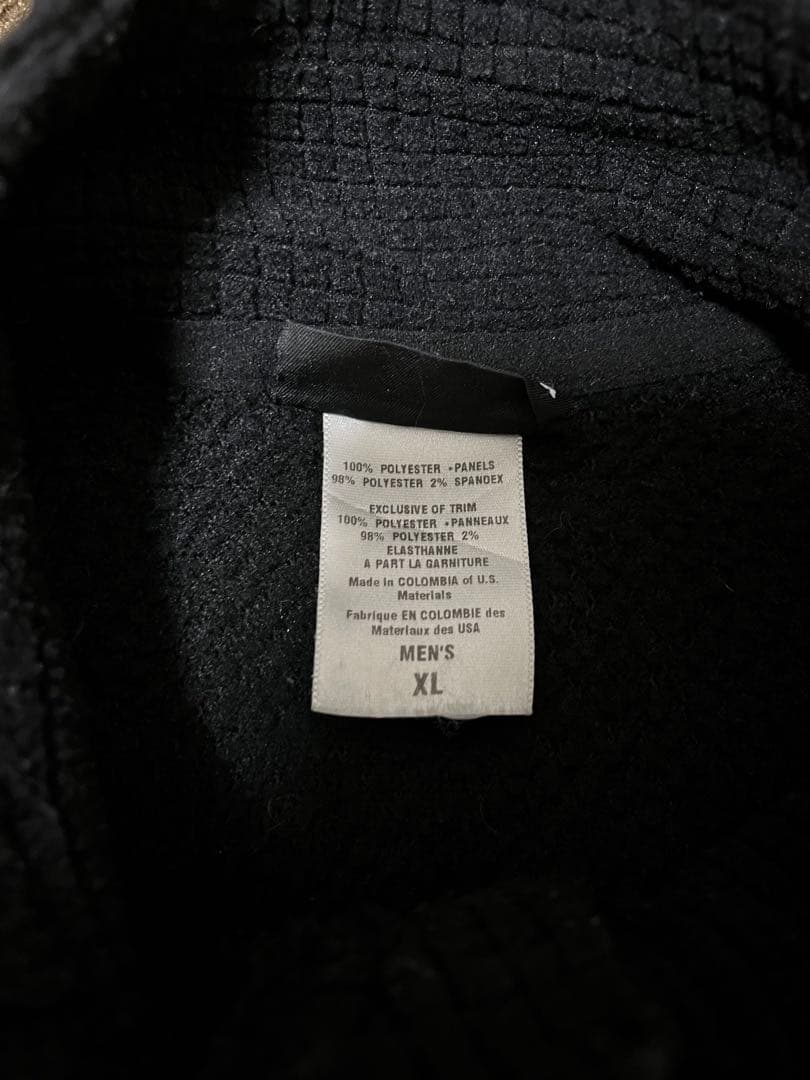 100% POLYESTER •PANELS
98% POLYESTER 2% SPANDEX
EXCLUSIVE OF TRIM
100% POLYESTER •PANNEAUX
98% POLYESTER 2%
ELASTHANNE
A PART LA GARNITURE
Made in COLOMBIA of U.S.
Materials
Fabrique EN COLOMBIE des
Materiaux des USA
MEN'S
XL